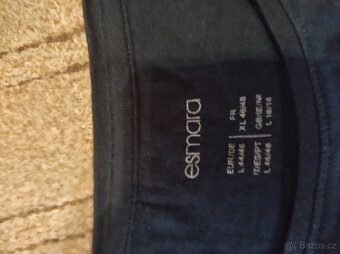 esmara
EUR/DE FR
L 44/46 XL 46/48
IT/ES/PT GB/IE/NI
L 46/48 L 16/18
Bazos.cz